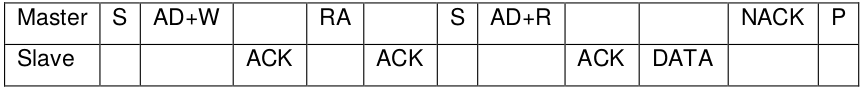 Master S AD+W RA S AD+R NACK P
Slave ACK ACK ACK DATA